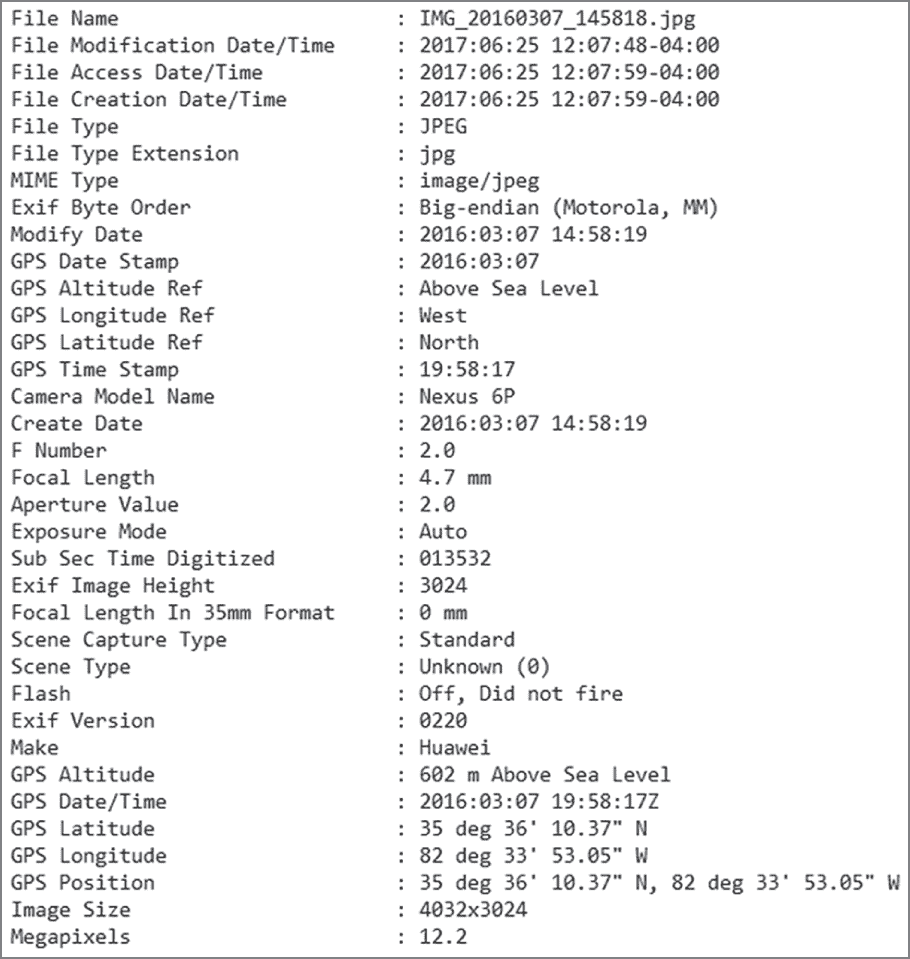 File Name : IMG_20160307_145818.jpg
File Modification Date/Time : 2017:06:25 12:07:48-04:00
File Access Date/Time : 2017:06:25 12:07:59-04:00
File Creation Date/Time : 2017:06:25 12:07:59-04:00
File Type : JPEG
File Type Extension : jpg
MIME Type : image/jpeg
Exif Byte Order : Big-endian (Motorola, MM)
Modify Date : 2016:03:07 14:58:19
GPS Date Stamp : 2016:03:07
GPS Altitude Ref : Above Sea Level
GPS Longitude Ref : West
GPS Latitude Ref : North
GPS Time Stamp : 19:58:17
Camera Model Name : Nexus 6P
Create Date : 2016:03:07 14:58:19
F Number : 2.0
Focal Length : 4.7 mm
Aperture Value : 2.0
Exposure Mode : Auto
Sub Sec Time Digitized : 013532
Exif Image Height : 3024
Focal Length In 35mm Format : 0 mm
Scene Capture Type : Standard
Scene Type : Unknown (0)
Flash : Off, Did not fire
Exif Version : 0220
Make : Huawei
GPS Altitude : 602 m Above Sea Level
GPS Date/Time : 2016:03:07 19:58:17Z
GPS Latitude : 35 deg 36' 10.37" N
GPS Longitude : 82 deg 33' 53.05" W
GPS Position : 35 deg 36' 10.37" N, 82 deg 33' 53.05" W
Image Size : 4032x3024
Megapixels : 12.2